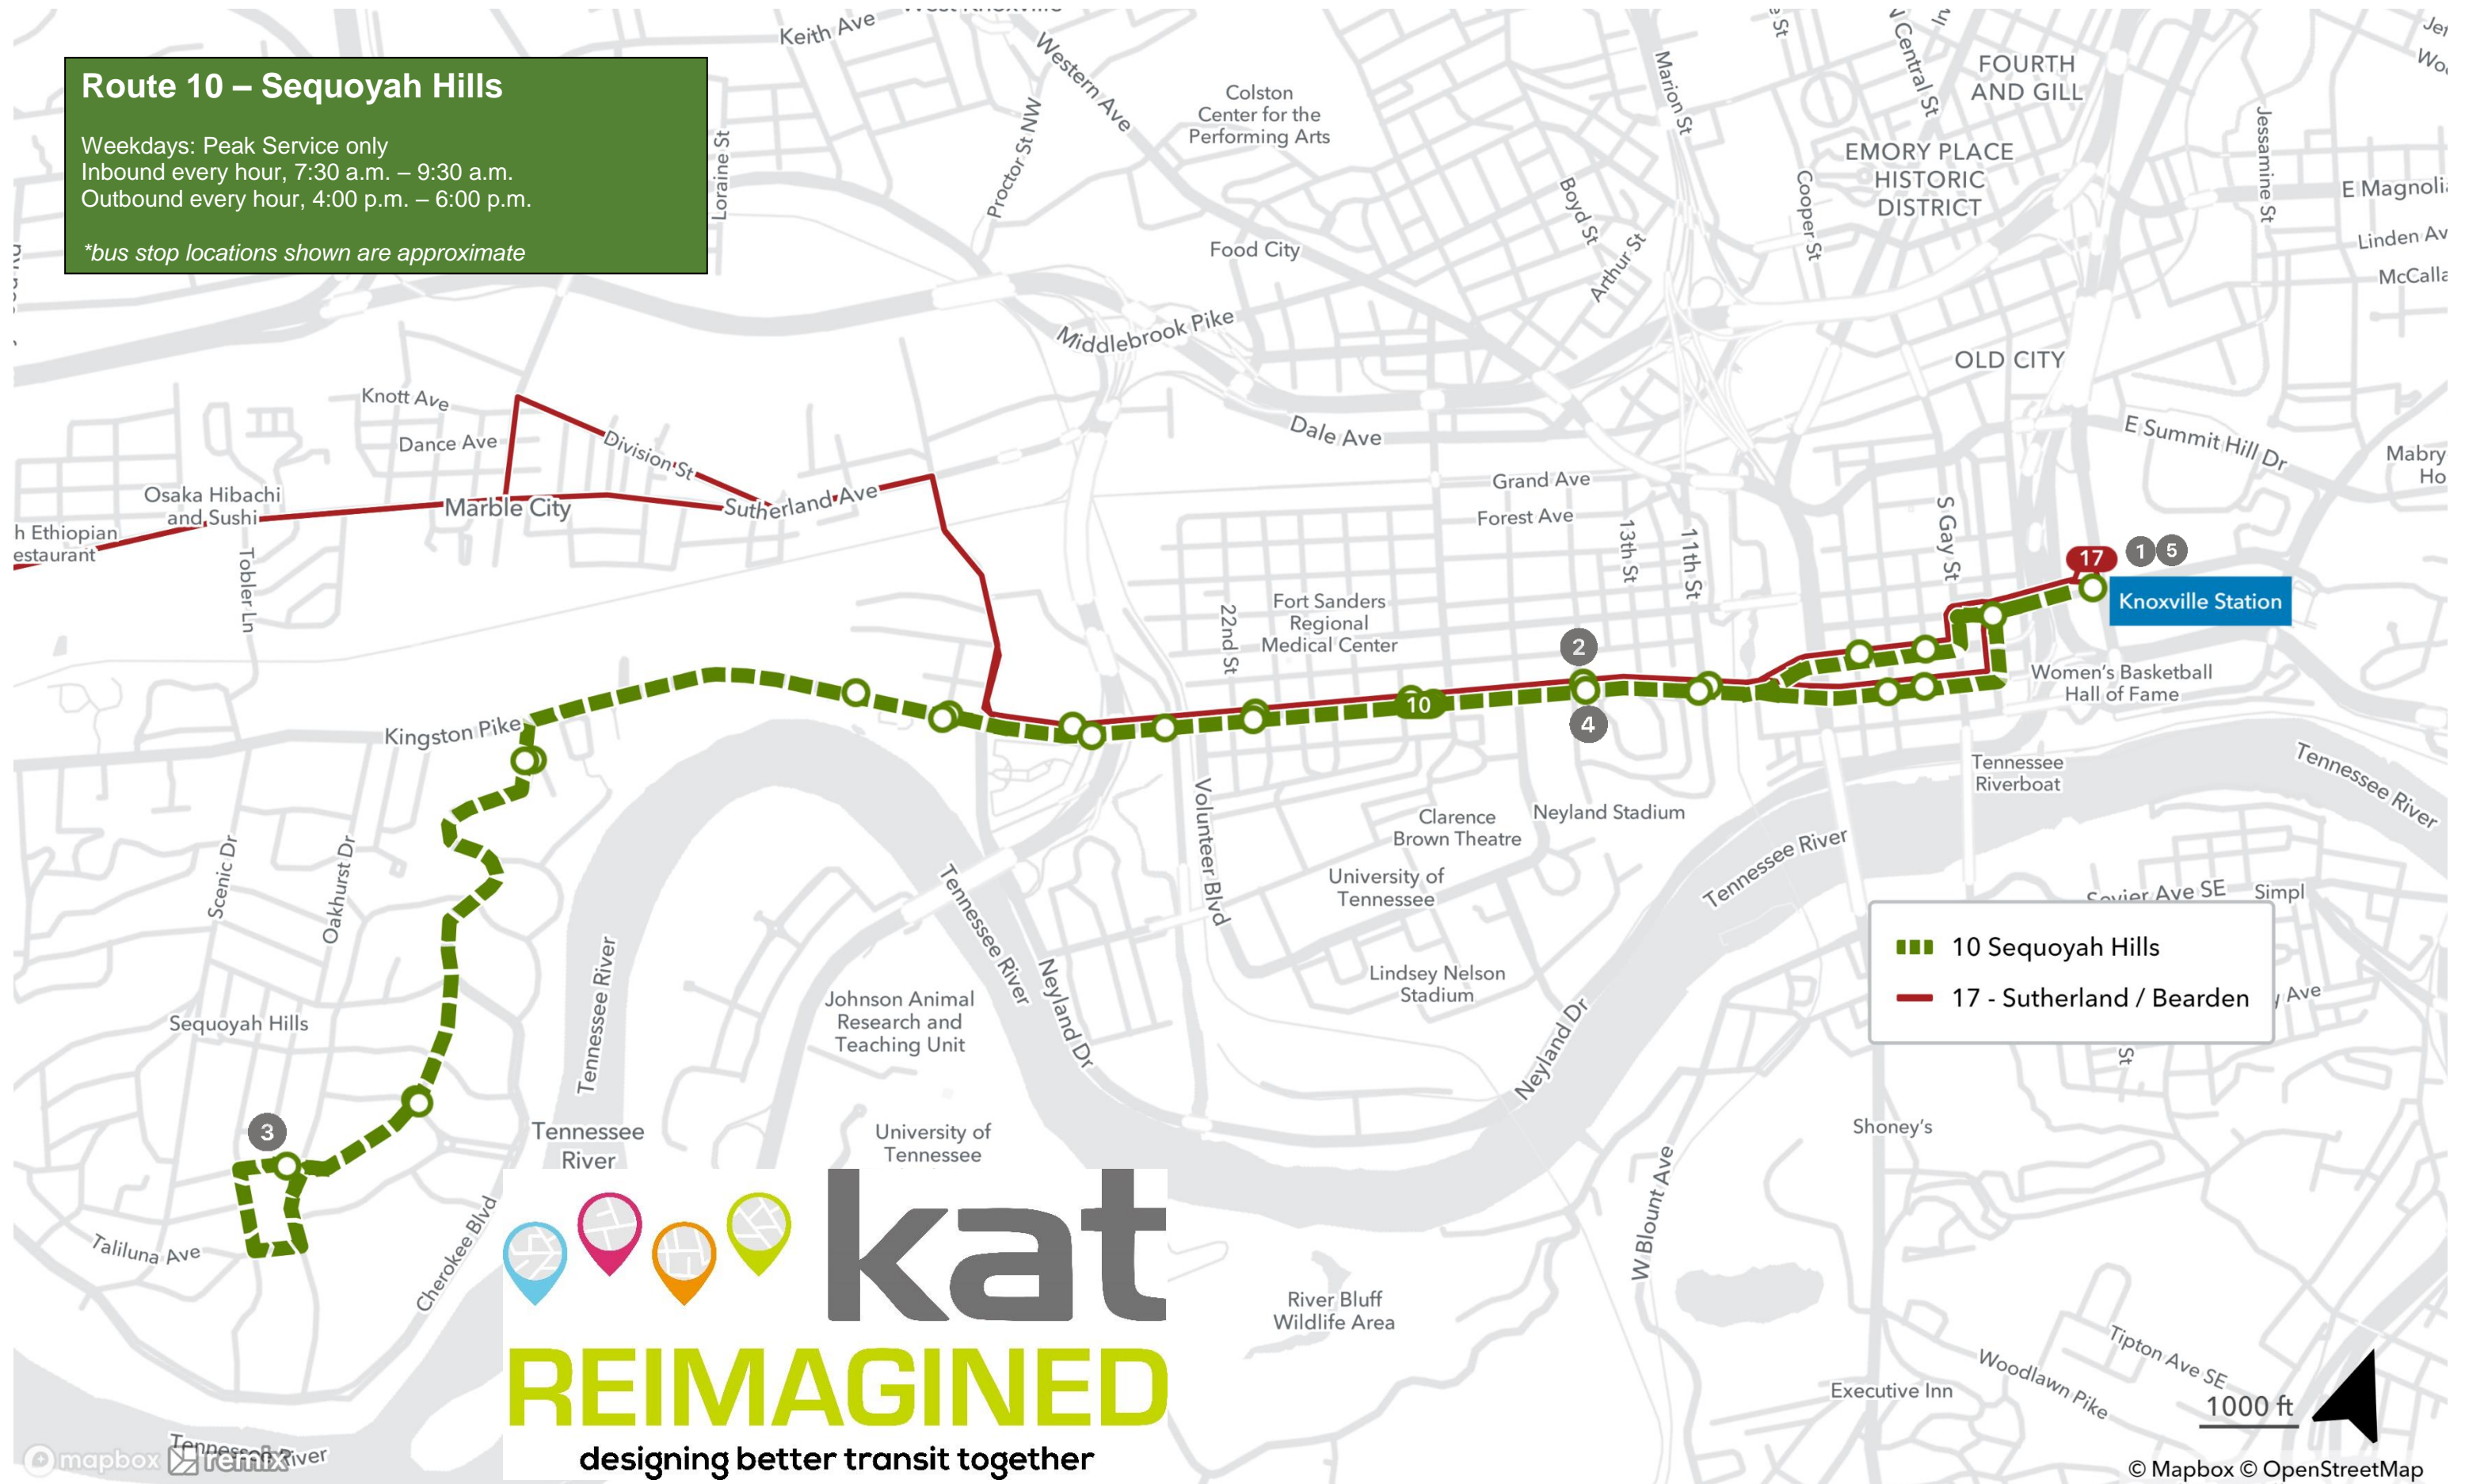 Route 10 – Sequoyah Hills
Weekdays: Peak Service only
Inbound every hour, 7:30 a.m. – 9:30 a.m.
Outbound every hour, 4:00 p.m. – 6:00 p.m.
*bus stop locations shown are approximate
Keith Ave
Western Ave
Proctor St NW
Loraine St
Colston
Center for the
Performing Arts
Food City
Middlebrook Pike
Marion St
Boyd St
Arthur St
Cooper St
N Central St
FOURTH
AND GILL
EMORY PLACE
HISTORIC
DISTRICT
Jessamine St
E Magnoli
Linden Av
McCalla
OLD CITY
E Summit Hill Dr
Mabry
Ho
Knott Ave
Dance Ave
Division St
Sutherland Ave
Marble City
Osaka Hibachi
and Sushi
h Ethiopian
estaurant
Tobler Ln
Dale Ave
Grand Ave
Forest Ave
13th St
11th St
S Gay St
22nd St
Fort Sanders
Regional
Medical Center
17
1
5
Knoxville Station
2
10
4
Women's Basketball
Hall of Fame
Kingston Pike
Tennessee
Riverboat
Tennessee River
Volunteer Blvd
Clarence
Brown Theatre
Neyland Stadium
Tennessee River
University of
Tennessee
Scenic Dr
Oakhurst Dr
Tennessee River
Tennessee River
Neyland Dr
Lindsey Nelson
Stadium
Neyland Dr
Sevier Ave SE
Simpl
10 Sequoyah Hills
17 - Sutherland / Bearden
Ave
St
Johnson Animal
Research and
Teaching Unit
Sequoyah Hills
3
Tennessee
River
University of
Tennessee
Shoney's
Taliluna Ave
Cherokee Blvd
W Blount Ave
River Bluff
Wildlife Area
kat
REIMAGINED
designing better transit together
Executive Inn
Woodlawn Pike
Tipton Ave SE
1000 ft
Tennessee River
mapbox
remix
© Mapbox © OpenStreetMap